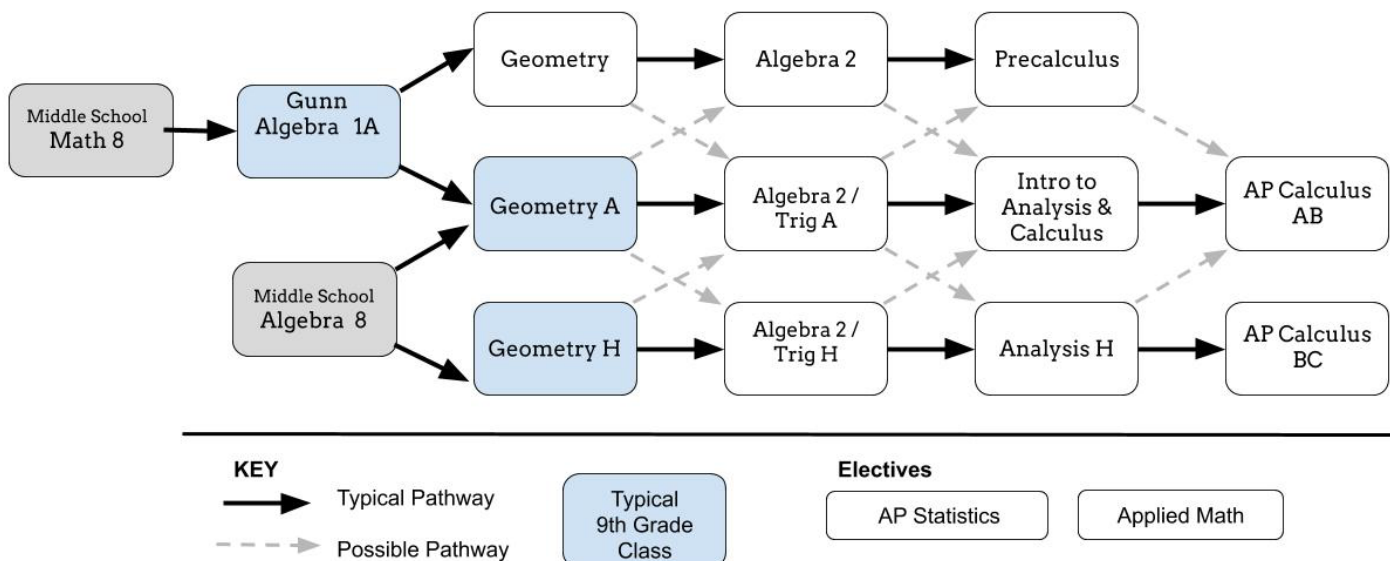 Geometry
Algebra 2
Precalculus
Middle School
Math 8
Gunn
Algebra 1A
Geometry A
Algebra 2 /
Trig A
Intro to
Analysis &
Calculus
AP Calculus
AB
Middle School
Algebra 8
Geometry H
Algebra 2 /
Trig H
Analysis H
AP Calculus
BC
KEY
Typical Pathway
Possible Pathway
Typical
9th Grade
Class
Electives
AP Statistics
Applied Math